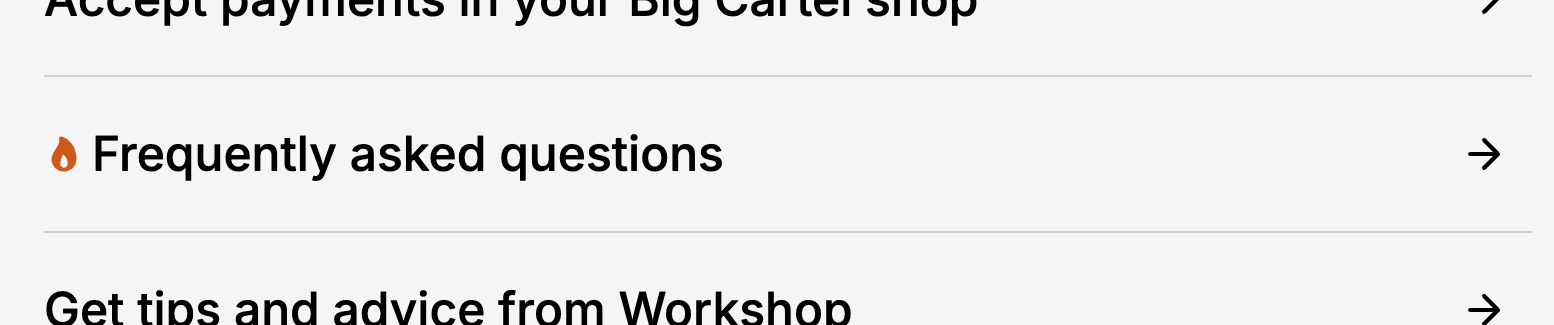 Accept payments in your Big Cartel shop
Frequently asked questions
Get tips and advice from Workshop